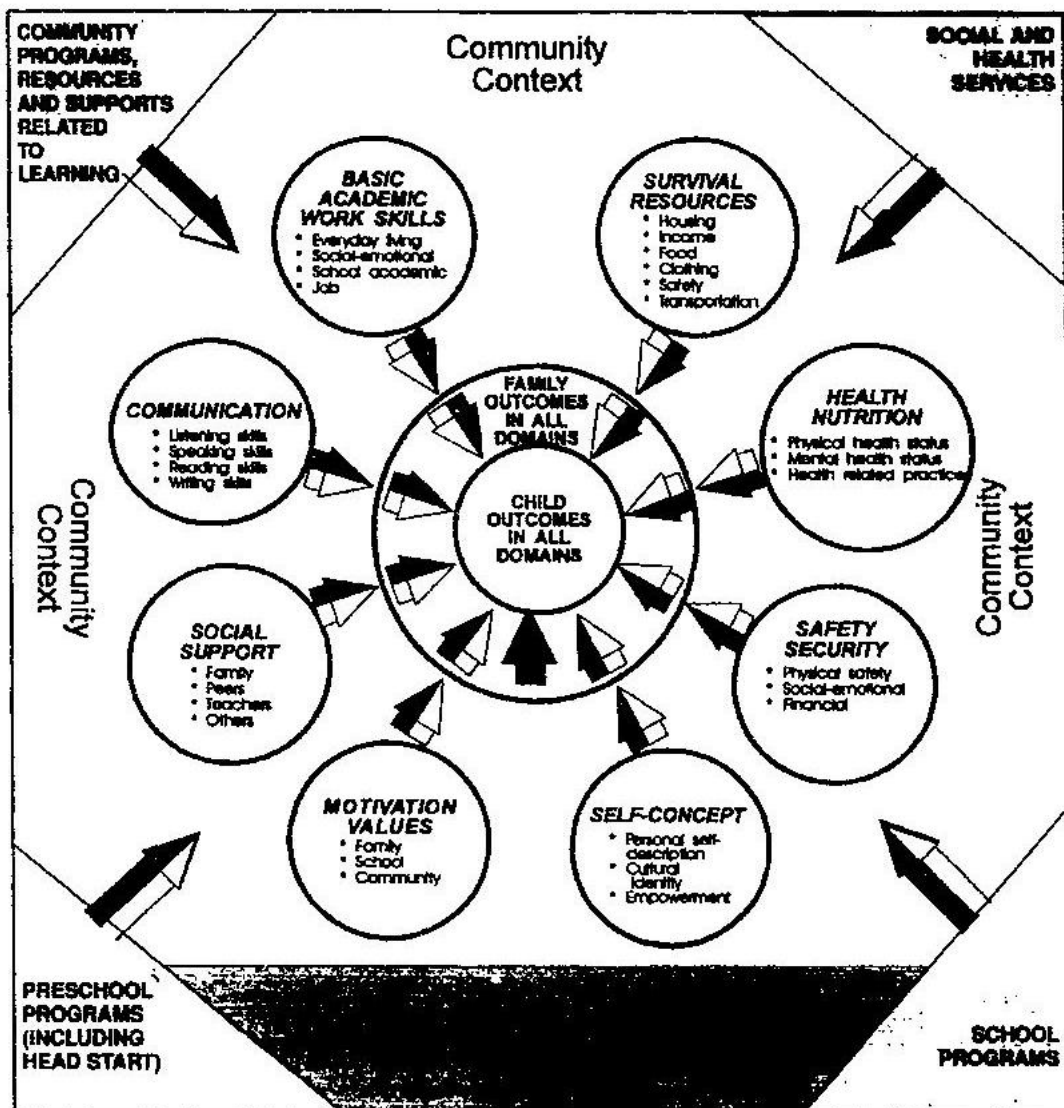 COMMUNITY
PROGRAMS,
RESOURCES
AND SUPPORTS
RELATED
TO
LEARNING
Community
Context
SOCIAL AND
HEALTH
SERVICES
BASIC
ACADEMIC
WORK SKILLS
* Everyday living
* Social-emotional
* School academic
* Job
SURVIVAL
RESOURCES
* Housing
* Income
* Food
* Clothing
* Safety
* Transportation
COMMUNICATION
* Listening skills
* Speaking skills
* Reading skills
* Writing skills
FAMILY
OUTCOMES
IN ALL
DOMAINS
HEALTH
NUTRITION
* Physical health status
* Mental health status
* Health related practice
Community
Context
CHILD
OUTCOMES
IN ALL
DOMAINS
Community
Context
SOCIAL
SUPPORT
* Family
* Peers
* Teachers
* Others
SAFETY
SECURITY
* Physical safety
* Social-emotional
* Financial
MOTIVATION
VALUES
* Family
* School
* Community
SELF-CONCEPT
* Personal self-
description
* Cultural
Identity
* Empowerment
PRESCHOOL
PROGRAMS
(INCLUDING
HEAD START)
SCHOOL
PROGRAMS